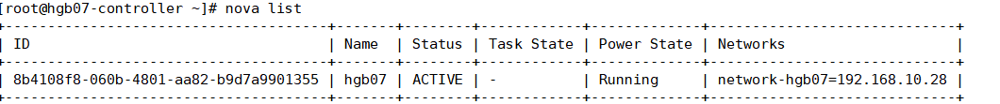 [root@hgb07-controller ~]# nova list
+--------------------------------------+-------+--------+------------+-------------+-----------------------------+
| ID | Name | Status | Task State | Power State | Networks |
+--------------------------------------+-------+--------+------------+-------------+-----------------------------+
| 8b4108f8-060b-4801-aa82-b9d7a9901355 | hgb07 | ACTIVE | - | Running | network-hgb07=192.168.10.28 |
+--------------------------------------+-------+--------+------------+-------------+-----------------------------+